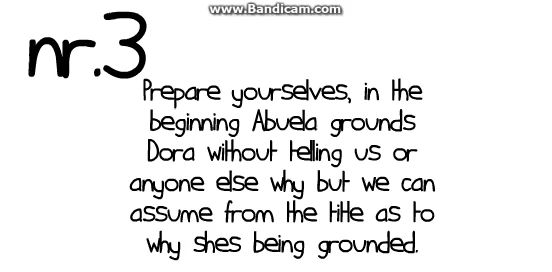 www.Bandicam.com
nr.3
Prepare yourselves, in the
beginning Abuela grounds
Dora without telling us or
anyone else why but we can
assume from the title as to
why shes being grounded.